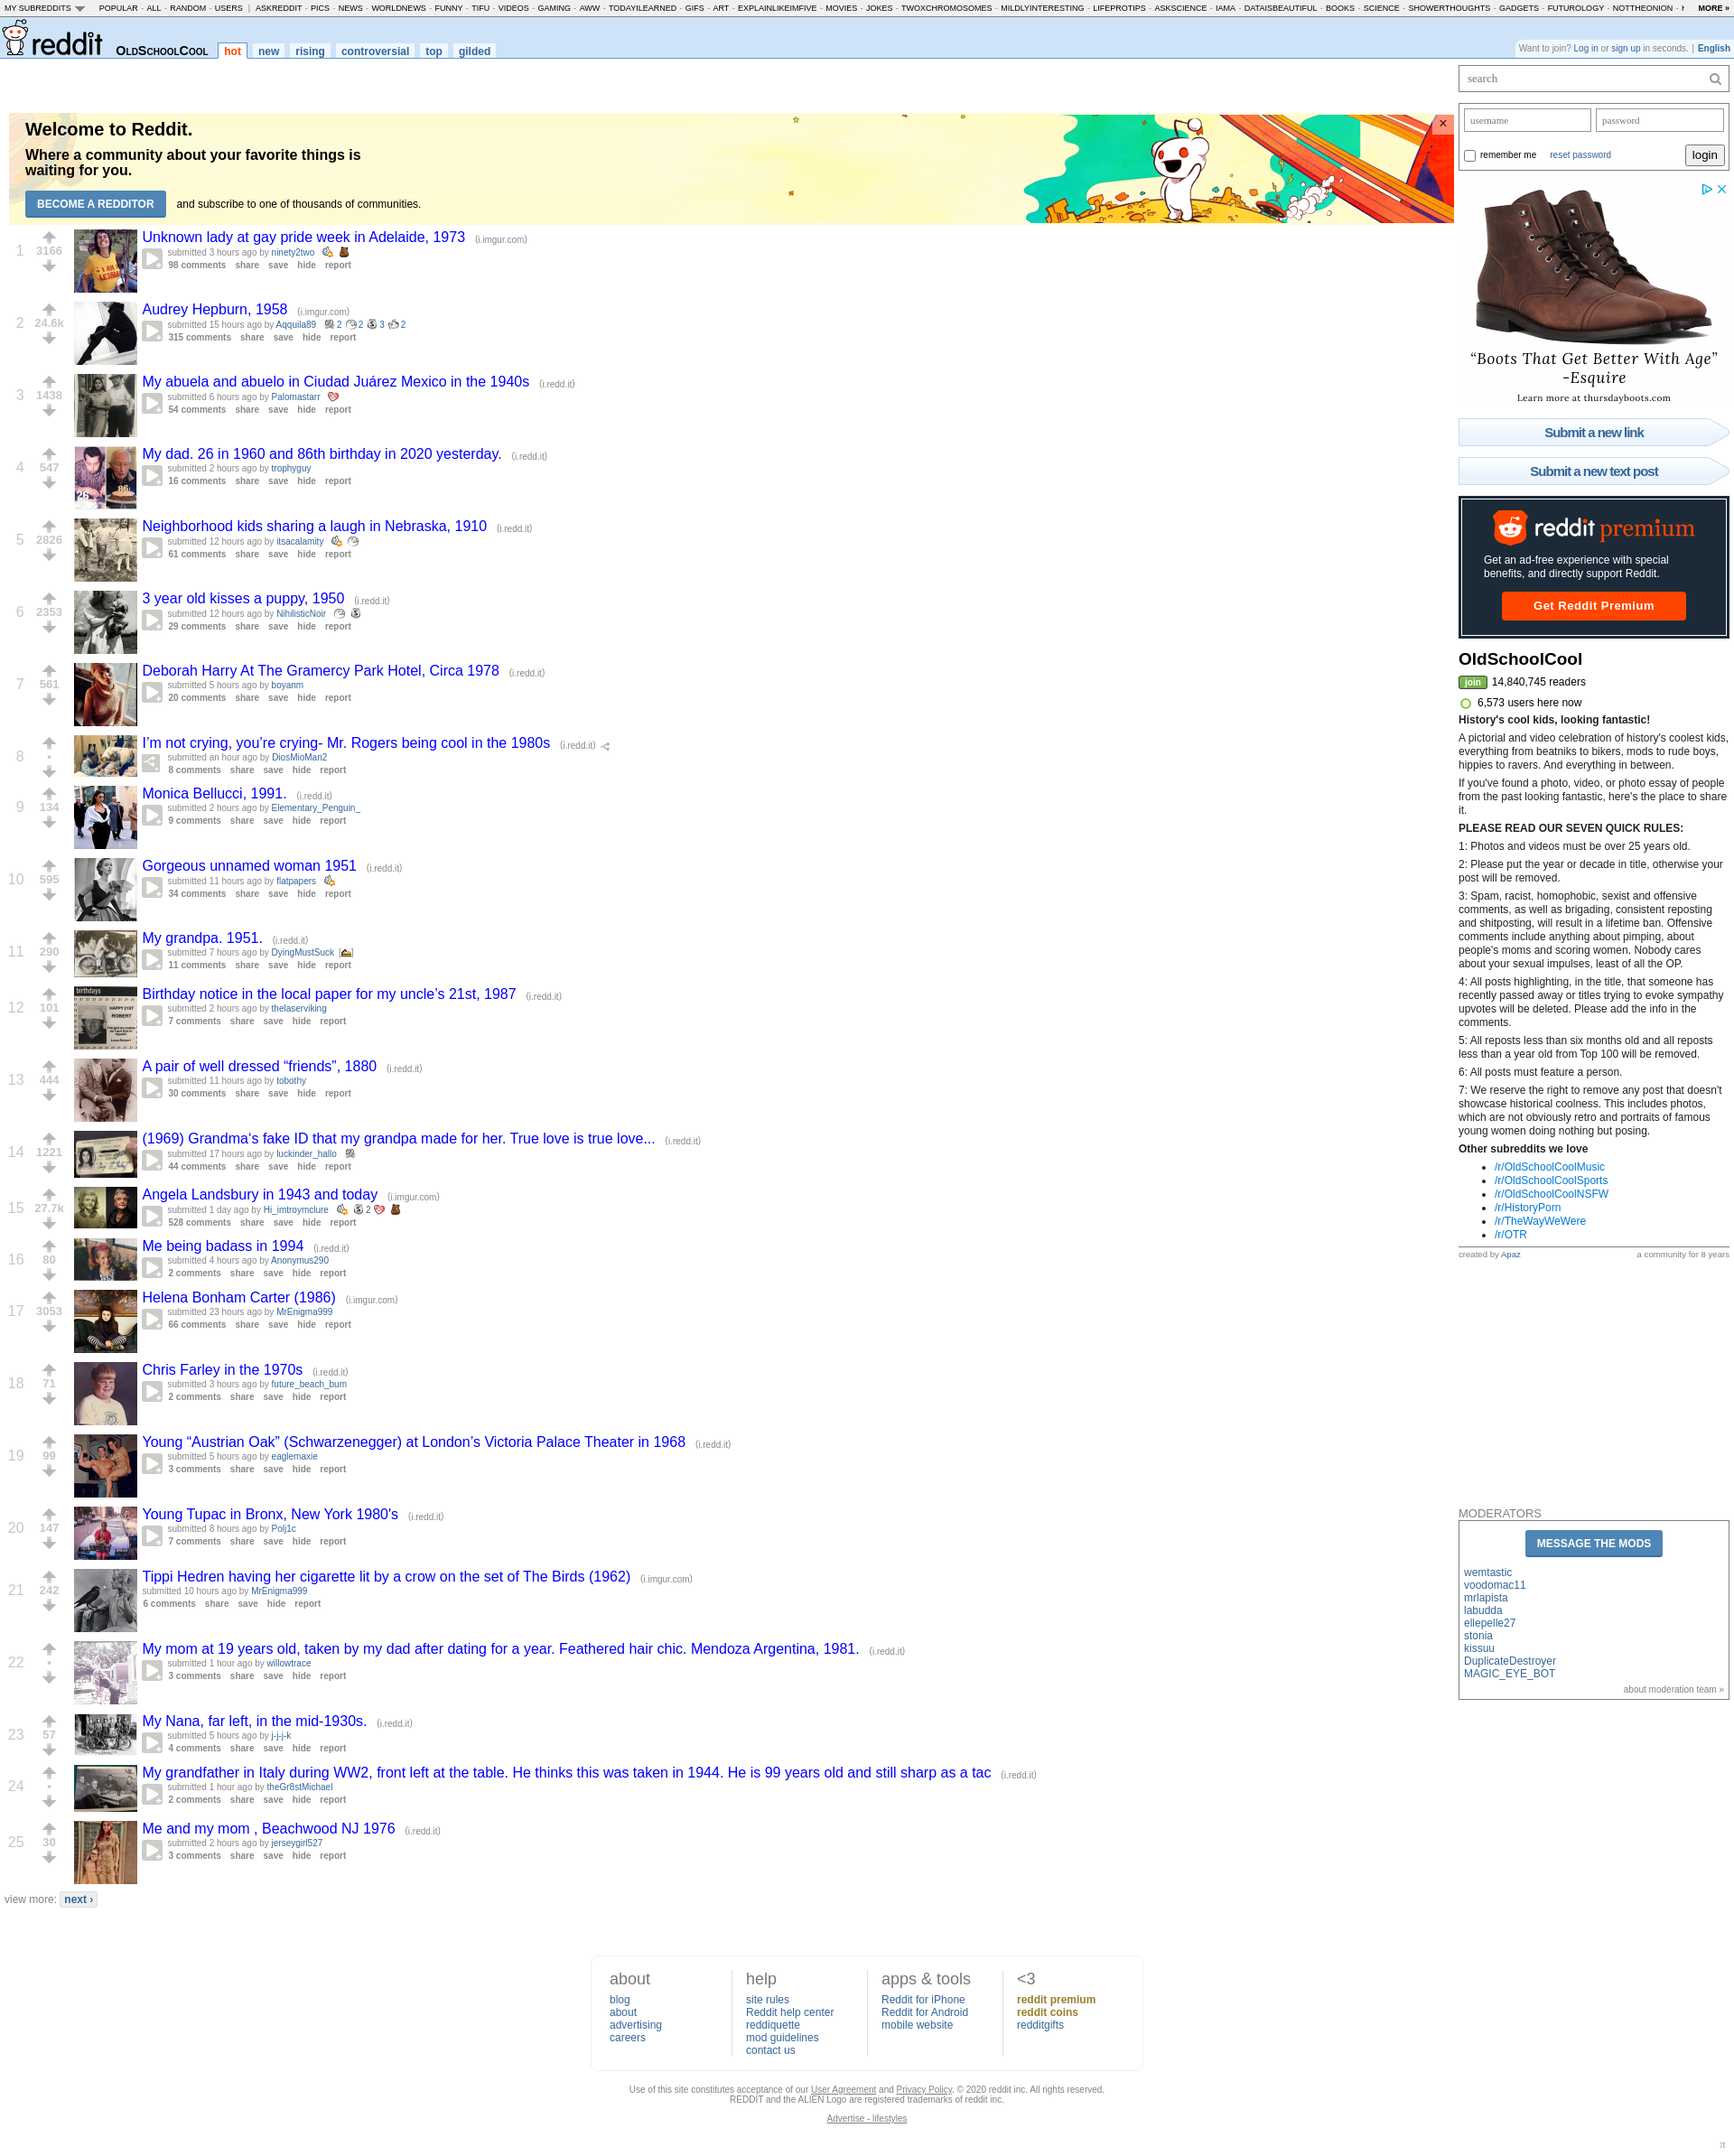 MY SUBREDDITS POPULAR - ALL - RANDOM - USERS | ASKREDDIT - PICS - NEWS - WORLDNEWS - FUNNY - TIFU - VIDEOS - GAMING - AWW - TODAYILEARNED - GIFS - ART - EXPLAINLIKEIMFIVE - MOVIES - JOKES - TWOXCHROMOSOMES - MILDLYINTERESTING - LIFEPROTIPS - ASKSCIENCE - IAMA - DATAISBEAUTIFUL - BOOKS - SCIENCE - SHOWERTHOUGHTS - GADGETS - FUTUROLOGY - NOTTHEONION - MORE »
reddit OLDSCHOOLCOOL hot new rising controversial top gilded
Want to join? Log in or sign up in seconds. | English
Welcome to Reddit.
Where a community about your favorite things is
waiting for you.
BECOME A REDDITOR and subscribe to one of thousands of communities.
1 3166 Unknown lady at gay pride week in Adelaide, 1973 (i.imgur.com)
submitted 3 hours ago by ninety2two
98 comments share save hide report
2 24.6k Audrey Hepburn, 1958 (i.imgur.com)
submitted 15 hours ago by Aqquila89 2 2 3 2
315 comments share save hide report
3 1438 My abuela and abuelo in Ciudad Juárez Mexico in the 1940s (i.redd.it)
submitted 6 hours ago by Palomastarr
54 comments share save hide report
4 547 My dad. 26 in 1960 and 86th birthday in 2020 yesterday. (i.redd.it)
submitted 2 hours ago by trophyguy
16 comments share save hide report
5 2826 Neighborhood kids sharing a laugh in Nebraska, 1910 (i.redd.it)
submitted 12 hours ago by itsacalamity
61 comments share save hide report
6 2353 3 year old kisses a puppy, 1950 (i.redd.it)
submitted 12 hours ago by NihilisticNoir
29 comments share save hide report
7 561 Deborah Harry At The Gramercy Park Hotel, Circa 1978 (i.redd.it)
submitted 5 hours ago by boyanm
20 comments share save hide report
8 • I’m not crying, you’re crying- Mr. Rogers being cool in the 1980s (i.redd.it)
submitted an hour ago by DiosMioMan2
8 comments share save hide report
9 134 Monica Bellucci, 1991. (i.redd.it)
submitted 2 hours ago by Elementary_Penguin_
9 comments share save hide report
10 595 Gorgeous unnamed woman 1951 (i.redd.it)
submitted 11 hours ago by flatpapers
34 comments share save hide report
11 290 My grandpa. 1951. (i.redd.it)
submitted 7 hours ago by DyingMustSuck
11 comments share save hide report
12 101 Birthday notice in the local paper for my uncle’s 21st, 1987 (i.redd.it)
submitted 2 hours ago by thelaserviking
7 comments share save hide report
13 444 A pair of well dressed “friends”, 1880 (i.redd.it)
submitted 11 hours ago by tobothy
30 comments share save hide report
14 1221 (1969) Grandma‘s fake ID that my grandpa made for her. True love is true love... (i.redd.it)
submitted 17 hours ago by luckinder_hallo
44 comments share save hide report
15 27.7k Angela Landsbury in 1943 and today (i.imgur.com)
submitted 1 day ago by Hi_imtroymclure 2
528 comments share save hide report
16 80 Me being badass in 1994 (i.redd.it)
submitted 4 hours ago by Anonymus290
2 comments share save hide report
17 3053 Helena Bonham Carter (1986) (i.imgur.com)
submitted 23 hours ago by MrEnigma999
66 comments share save hide report
18 71 Chris Farley in the 1970s (i.redd.it)
submitted 3 hours ago by future_beach_bum
2 comments share save hide report
19 99 Young “Austrian Oak” (Schwarzenegger) at London’s Victoria Palace Theater in 1968 (i.redd.it)
submitted 5 hours ago by eaglemaxie
3 comments share save hide report
20 147 Young Tupac in Bronx, New York 1980's (i.redd.it)
submitted 8 hours ago by Polj1c
7 comments share save hide report
21 242 Tippi Hedren having her cigarette lit by a crow on the set of The Birds (1962) (i.imgur.com)
submitted 10 hours ago by MrEnigma999
6 comments share save hide report
22 • My mom at 19 years old, taken by my dad after dating for a year. Feathered hair chic. Mendoza Argentina, 1981. (i.redd.it)
submitted 1 hour ago by willowtrace
3 comments share save hide report
23 57 My Nana, far left, in the mid-1930s. (i.redd.it)
submitted 5 hours ago by j-j-j-k
4 comments share save hide report
24 • My grandfather in Italy during WW2, front left at the table. He thinks this was taken in 1944. He is 99 years old and still sharp as a tac (i.redd.it)
submitted 1 hour ago by theGr8stMichael
2 comments share save hide report
25 30 Me and my mom , Beachwood NJ 1976 (i.redd.it)
submitted 2 hours ago by jerseygirl527
3 comments share save hide report
view more: next ›
search
username password
remember me reset password login
“Boots That Get Better With Age”
-Esquire
Learn more at thursdayboots.com
Submit a new link
Submit a new text post
reddit premium
Get an ad-free experience with special
benefits, and directly support Reddit.
Get Reddit Premium
OldSchoolCool
join 14,840,745 readers
6,573 users here now
History's cool kids, looking fantastic!
A pictorial and video celebration of history's coolest kids,
everything from beatniks to bikers, mods to rude boys,
hippies to ravers. And everything in between.
If you've found a photo, video, or photo essay of people
from the past looking fantastic, here's the place to share
it.
PLEASE READ OUR SEVEN QUICK RULES:
1: Photos and videos must be over 25 years old.
2: Please put the year or decade in title, otherwise your
post will be removed.
3: Spam, racist, homophobic, sexist and offensive
comments, as well as brigading, consistent reposting
and shitposting, will result in a lifetime ban. Offensive
comments include anything about pimping, about
people's moms and scoring women. Nobody cares
about your sexual impulses, least of all the OP.
4: All posts highlighting, in the title, that someone has
recently passed away or titles trying to evoke sympathy
upvotes will be deleted. Please add the info in the
comments.
5: All reposts less than six months old and all reposts
less than a year old from Top 100 will be removed.
6: All posts must feature a person.
7: We reserve the right to remove any post that doesn't
showcase historical coolness. This includes photos,
which are not obviously retro and portraits of famous
young women doing nothing but posing.
Other subreddits we love
/r/OldSchoolCoolMusic
/r/OldSchoolCoolSports
/r/OldSchoolCoolNSFW
/r/HistoryPorn
/r/TheWayWeWere
/r/OTR
created by Apaz a community for 8 years
MODERATORS
MESSAGE THE MODS
wemtastic
voodomac11
mrlapista
labudda
ellepelle27
stonia
kissuu
DuplicateDestroyer
MAGIC_EYE_BOT
about moderation team »
about
blog
about
advertising
careers
help
site rules
Reddit help center
reddiquette
mod guidelines
contact us
apps & tools
Reddit for iPhone
Reddit for Android
mobile website
<3
reddit premium
reddit coins
redditgifts
Use of this site constitutes acceptance of our User Agreement and Privacy Policy. © 2020 reddit inc. All rights reserved.
REDDIT and the ALIEN Logo are registered trademarks of reddit inc.
Advertise - lifestyles
π